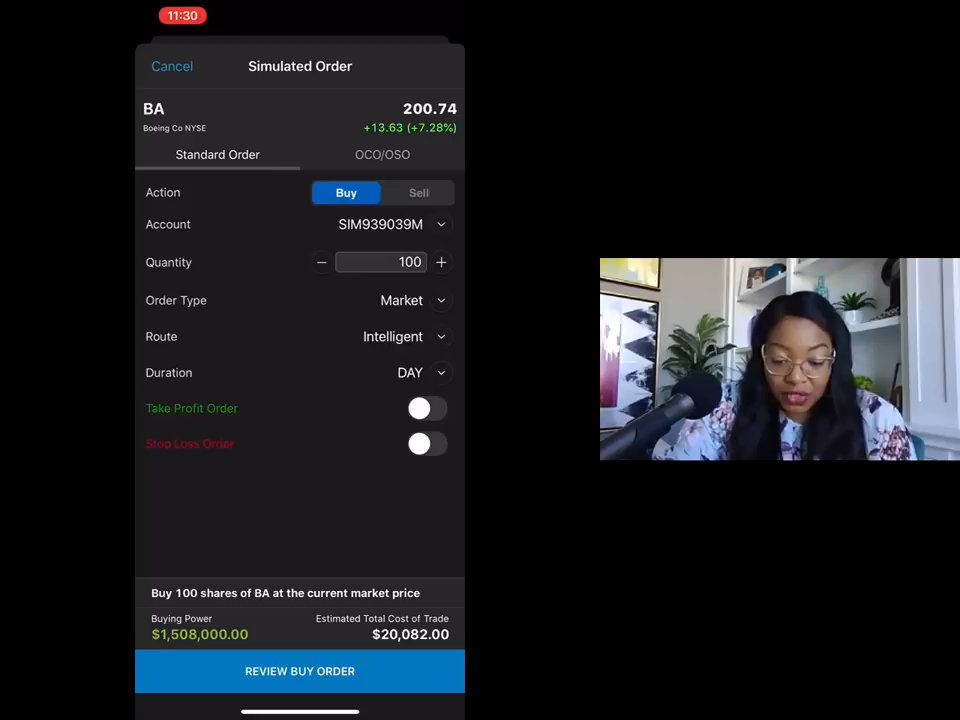 11:30
Cancel Simulated Order
BA 200.74
Boeing Co NYSE +13.63 (+7.28%)
Standard Order OCO/OSO
Action Buy Sell
Account SIM939039M
Quantity 100
Order Type Market
Route Intelligent
Duration DAY
Take Profit Order
Stop Loss Order
Buy 100 shares of BA at the current market price
Buying Power Estimated Total Cost of Trade
$1,508,000.00 $20,082.00
REVIEW BUY ORDER